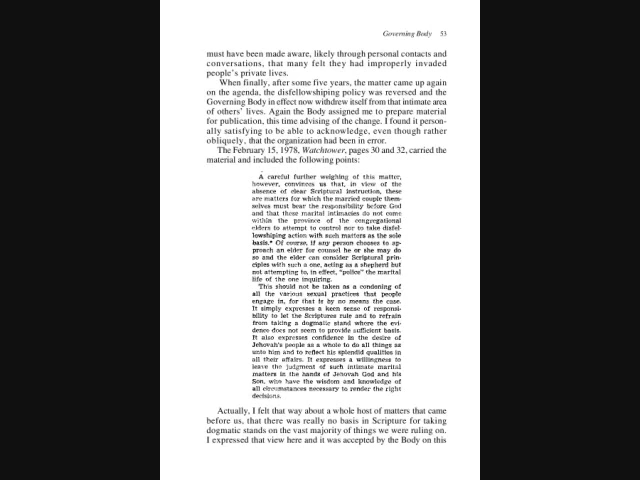 Governing Body 53
must have been made aware, likely through personal contacts and
conversations, that many felt they had improperly invaded
people's private lives.
When finally, after some five years, the matter came up again
on the agenda, the disfellowshiping policy was reversed and the
Governing Body in effect now withdrew itself from that intimate area
of others' lives. Again the Body assigned me to prepare material
for publication, this time advising of the change. I found it person-
ally satisfying to be able to acknowledge, even though rather
obliquely, that the organization had been in error.
The February 15, 1978, Watchtower, pages 30 and 32, carried the
material and included the following points:
A careful further weighing of this matter,
however, convinces us that, in view of the
absence of clear Scriptural instruction, these
are matters for which the married couple them-
selves must bear the responsibility before God
and that these marital intimacies do not come
within the province of the congregational
elders to attempt to control nor to take disfel-
lowshiping action with such matters as the sole
basis.* Of course, if any person chooses to ap-
proach an elder for counsel he or she may do
so and the elder can consider Scriptural prin-
ciples with such a one, acting as a shepherd but
not attempting to, in effect, "police" the marital
life of the one inquiring.
This should not be taken as a condoning of
all the various sexual practices that people
engage in, for that is by no means the case.
It simply expresses a keen sense of responsi-
bility to let the Scriptures rule and to refrain
from taking a dogmatic stand where the evi-
dence does not seem to provide sufficient basis.
It also expresses confidence in the desire of
Jehovah's people as a whole to do all things as
unto him and to reflect his splendid qualities in
all their affairs. It expresses a willingness to
leave the judgment of such intimate marital
matters in the hands of Jehovah God and his
Son, who have the wisdom and knowledge of
all circumstances necessary to render the right
decisions.
Actually, I felt that way about a whole host of matters that came
before us, that there was really no basis in Scripture for taking
dogmatic stands on the vast majority of things we were ruling on.
I expressed that view here and it was accepted by the Body on this